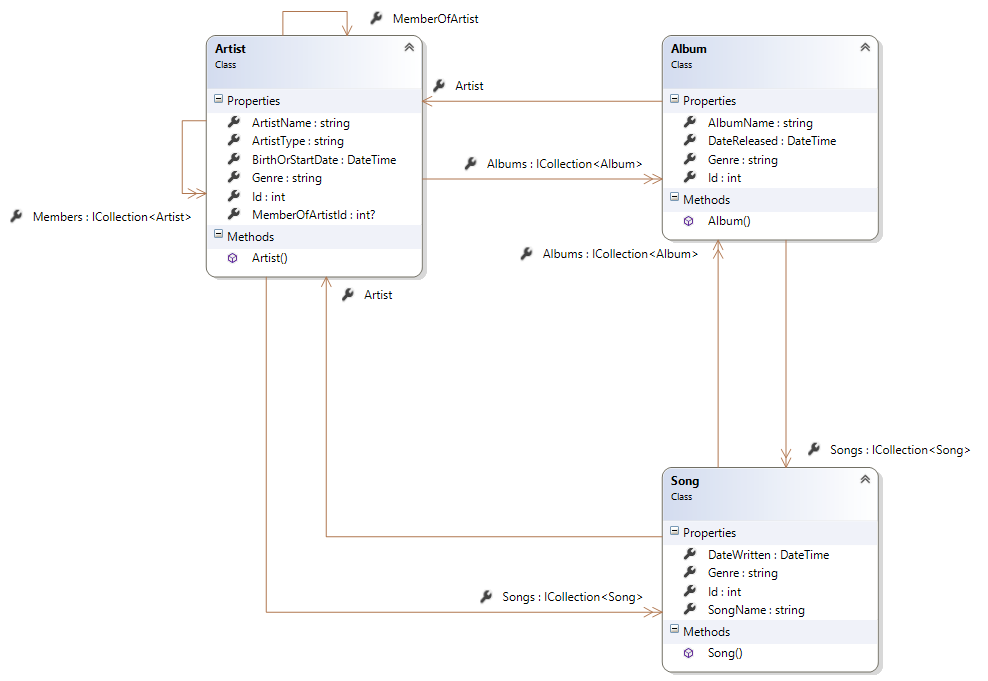 MemberOfArtist
Artist
Class
Properties
ArtistName : string
ArtistType : string
BirthOrStartDate : DateTime
Genre : string
Id : int
MemberOfArtistId : int?
Methods
Artist()
Members : ICollection<Artist>
Artist
Albums : ICollection<Album>
Album
Class
Properties
AlbumName : string
DateReleased : DateTime
Genre : string
Id : int
Methods
Album()
Albums : ICollection<Album>
Artist
Songs : ICollection<Song>
Song
Class
Properties
DateWritten : DateTime
Genre : string
Id : int
SongName : string
Methods
Song()
Songs : ICollection<Song>